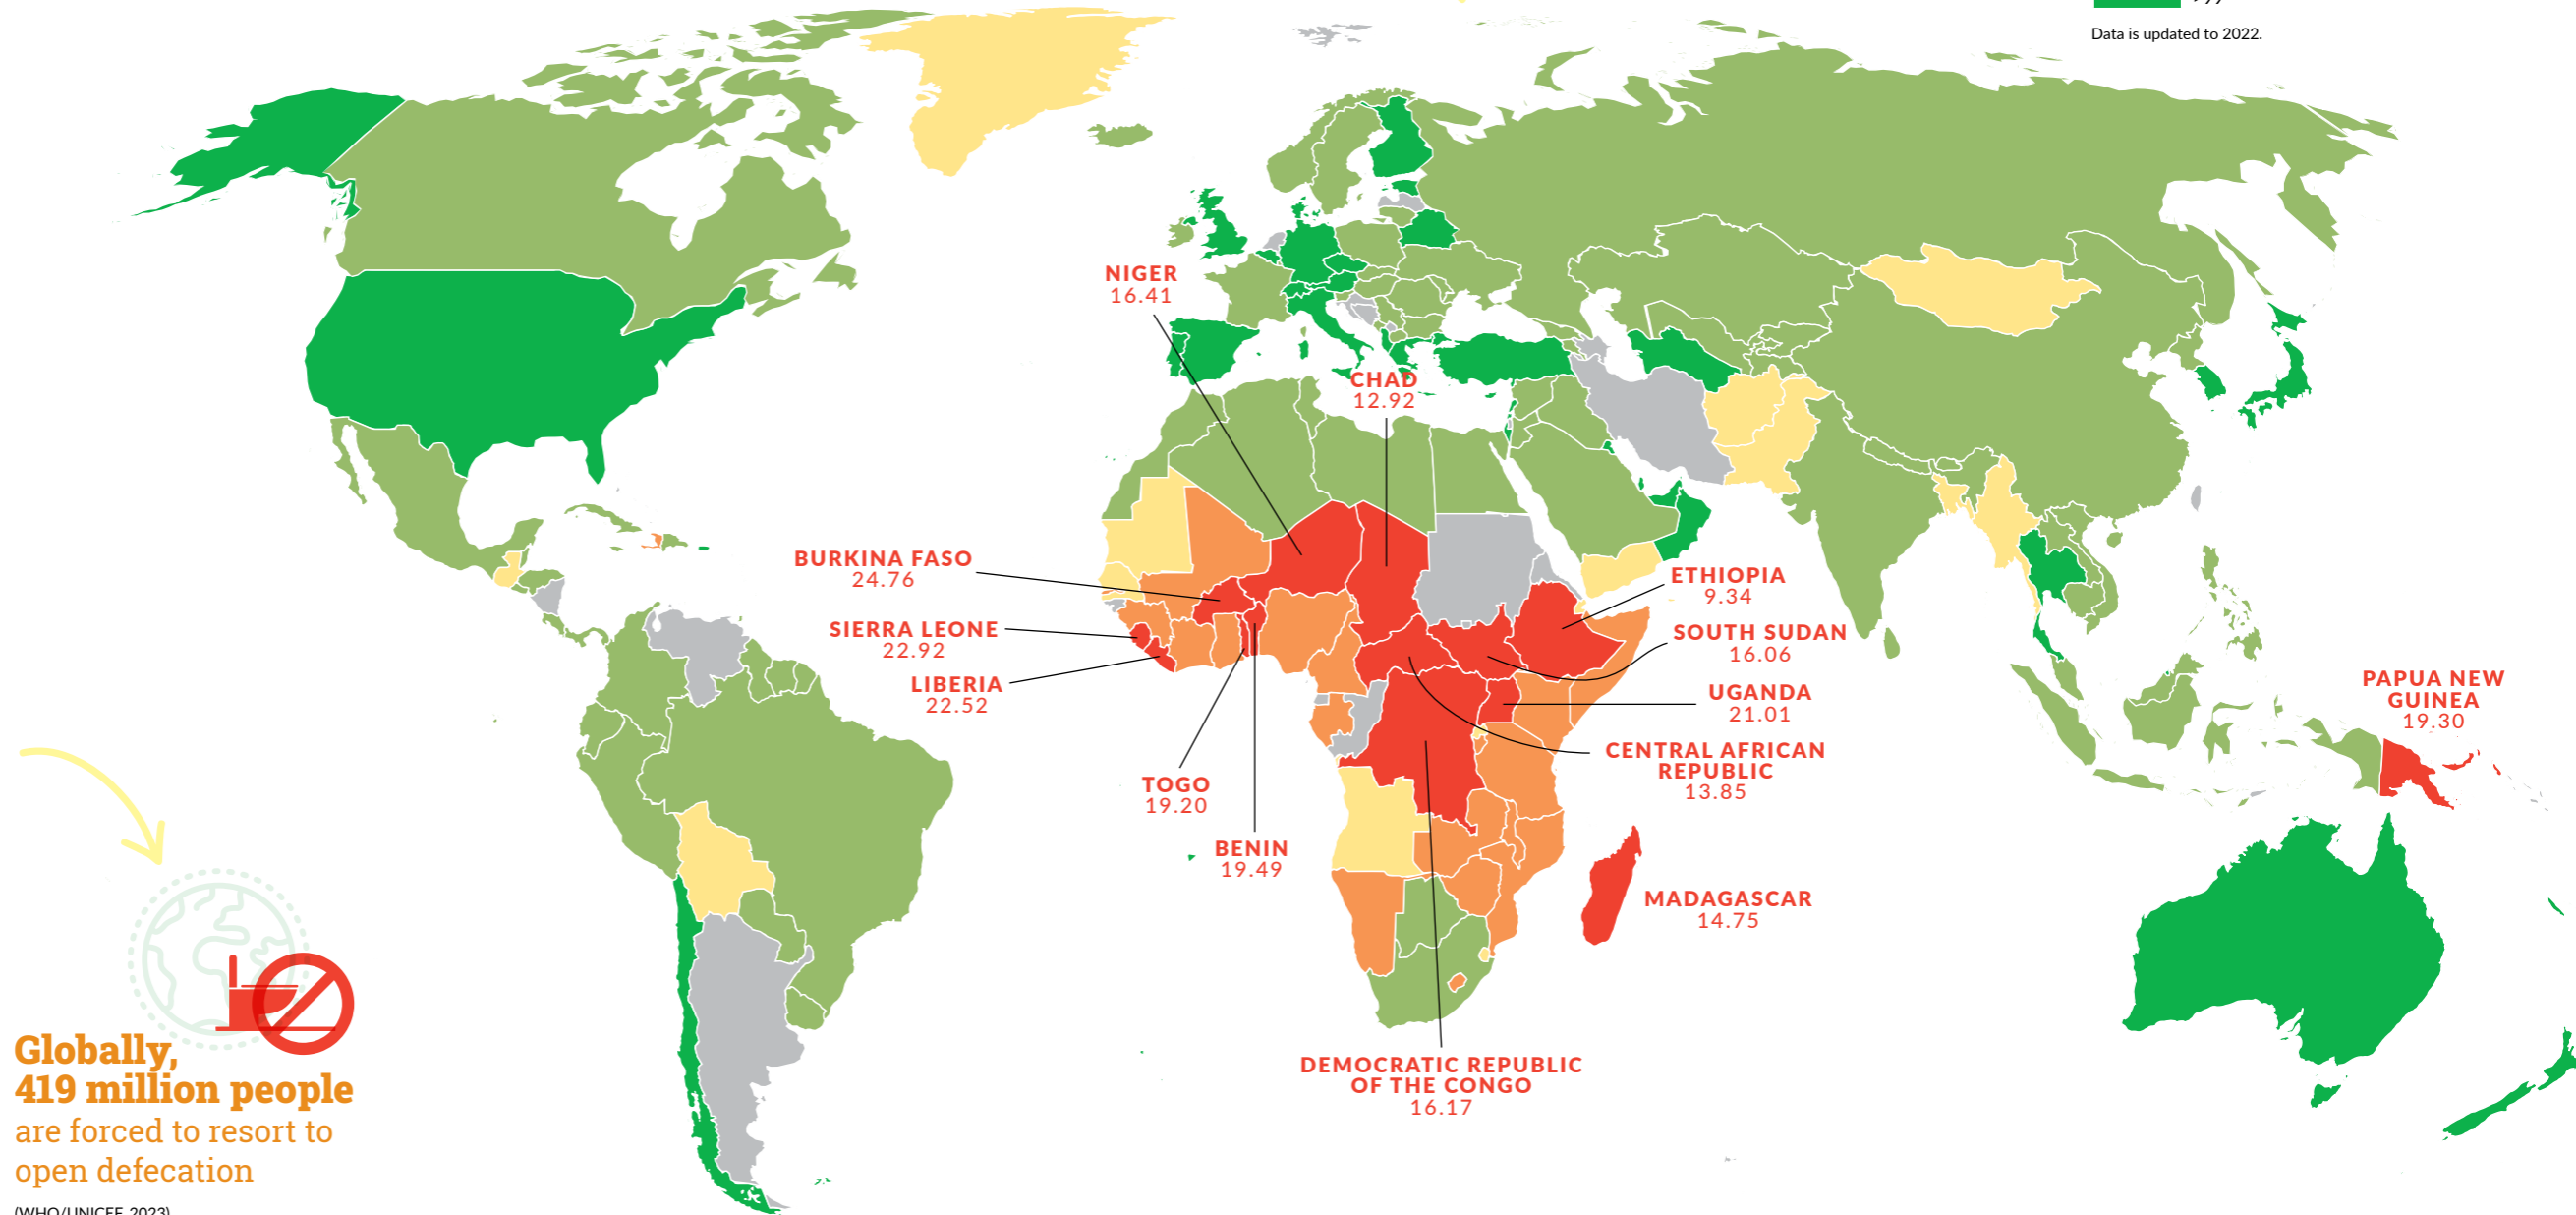 Data is updated to 2022.
NIGER
16.41
CHAD
12.92
BURKINA FASO
24.76
SIERRA LEONE
22.92
LIBERIA
22.52
TOGO
19.20
BENIN
19.49
ETHIOPIA
9.34
SOUTH SUDAN
16.06
UGANDA
21.01
CENTRAL AFRICAN
REPUBLIC
13.85
PAPUA NEW
GUINEA
19.30
MADAGASCAR
14.75
DEMOCRATIC REPUBLIC
OF THE CONGO
16.17
Globally,
419 million people
are forced to resort to
open defecation
(WHO/UNICEF, 2023)